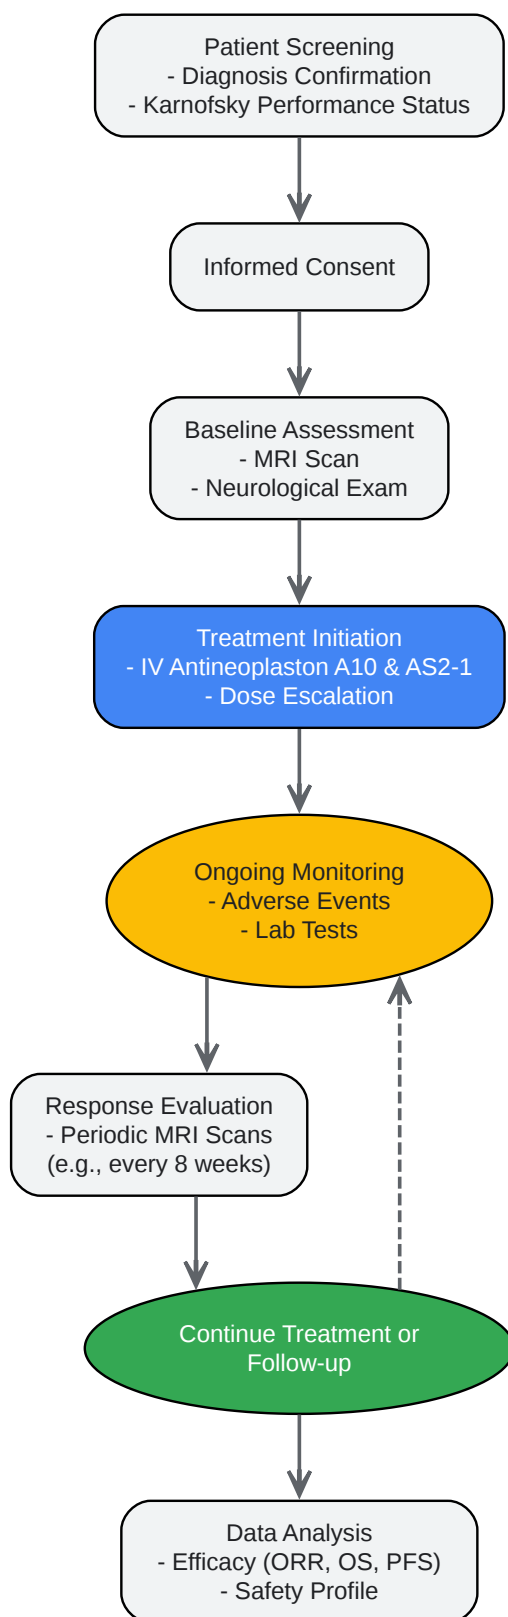 Patient Screening
- Diagnosis Confirmation
- Karnofsky Performance Status
Informed Consent
Baseline Assessment
- MRI Scan
- Neurological Exam
Treatment Initiation
- IV Antineoplaston A10 & AS2-1
- Dose Escalation
Ongoing Monitoring
- Adverse Events
- Lab Tests
Response Evaluation
- Periodic MRI Scans
(e.g., every 8 weeks)
Continue Treatment or
Follow-up
Data Analysis
- Efficacy (ORR, OS, PFS)
- Safety Profile